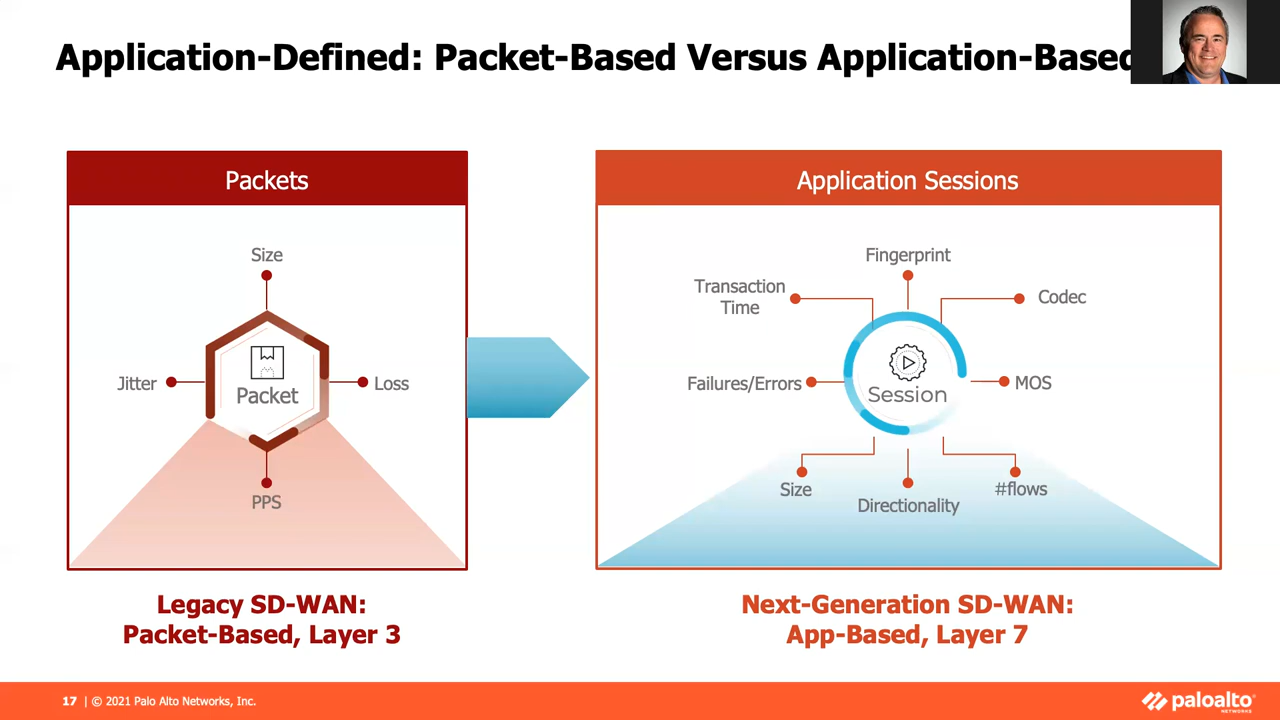 Application-Defined: Packet-Based Versus Application-Based
Packets
Size
Jitter
Packet
Loss
PPS
Legacy SD-WAN:
Packet-Based, Layer 3
Application Sessions
Fingerprint
Transaction
Time
Codec
Failures/Errors
Session
MOS
Size
Directionality
#flows
Next-Generation SD-WAN:
App-Based, Layer 7
17 | © 2021 Palo Alto Networks, Inc.
paloalto
NETWORKS